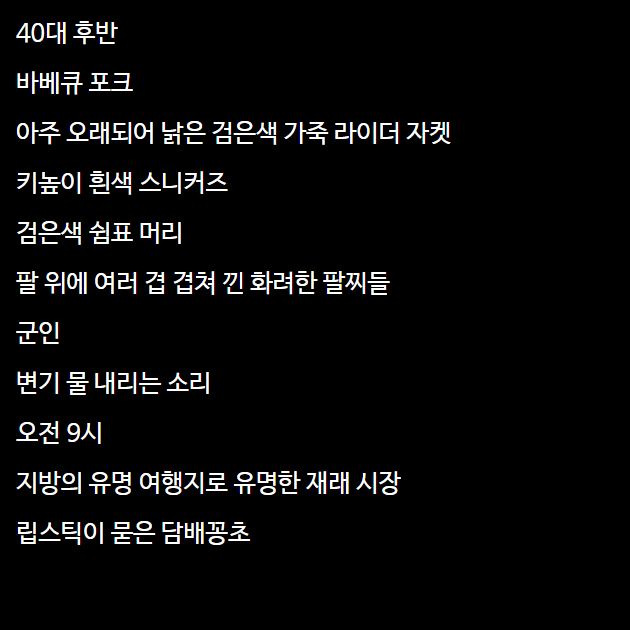 40대 후반
바베큐 포크
아주 오래되어 낡은 검은색 가죽 라이더 자켓
키높이 흰색 스니커즈
검은색 쉼표 머리
팔 위에 여러 겹 겹쳐 낀 화려한 팔찌들
군인
변기 물 내리는 소리
오전 9시
지방의 유명 여행지로 유명한 재래 시장
립스틱이 묻은 담배꽁초